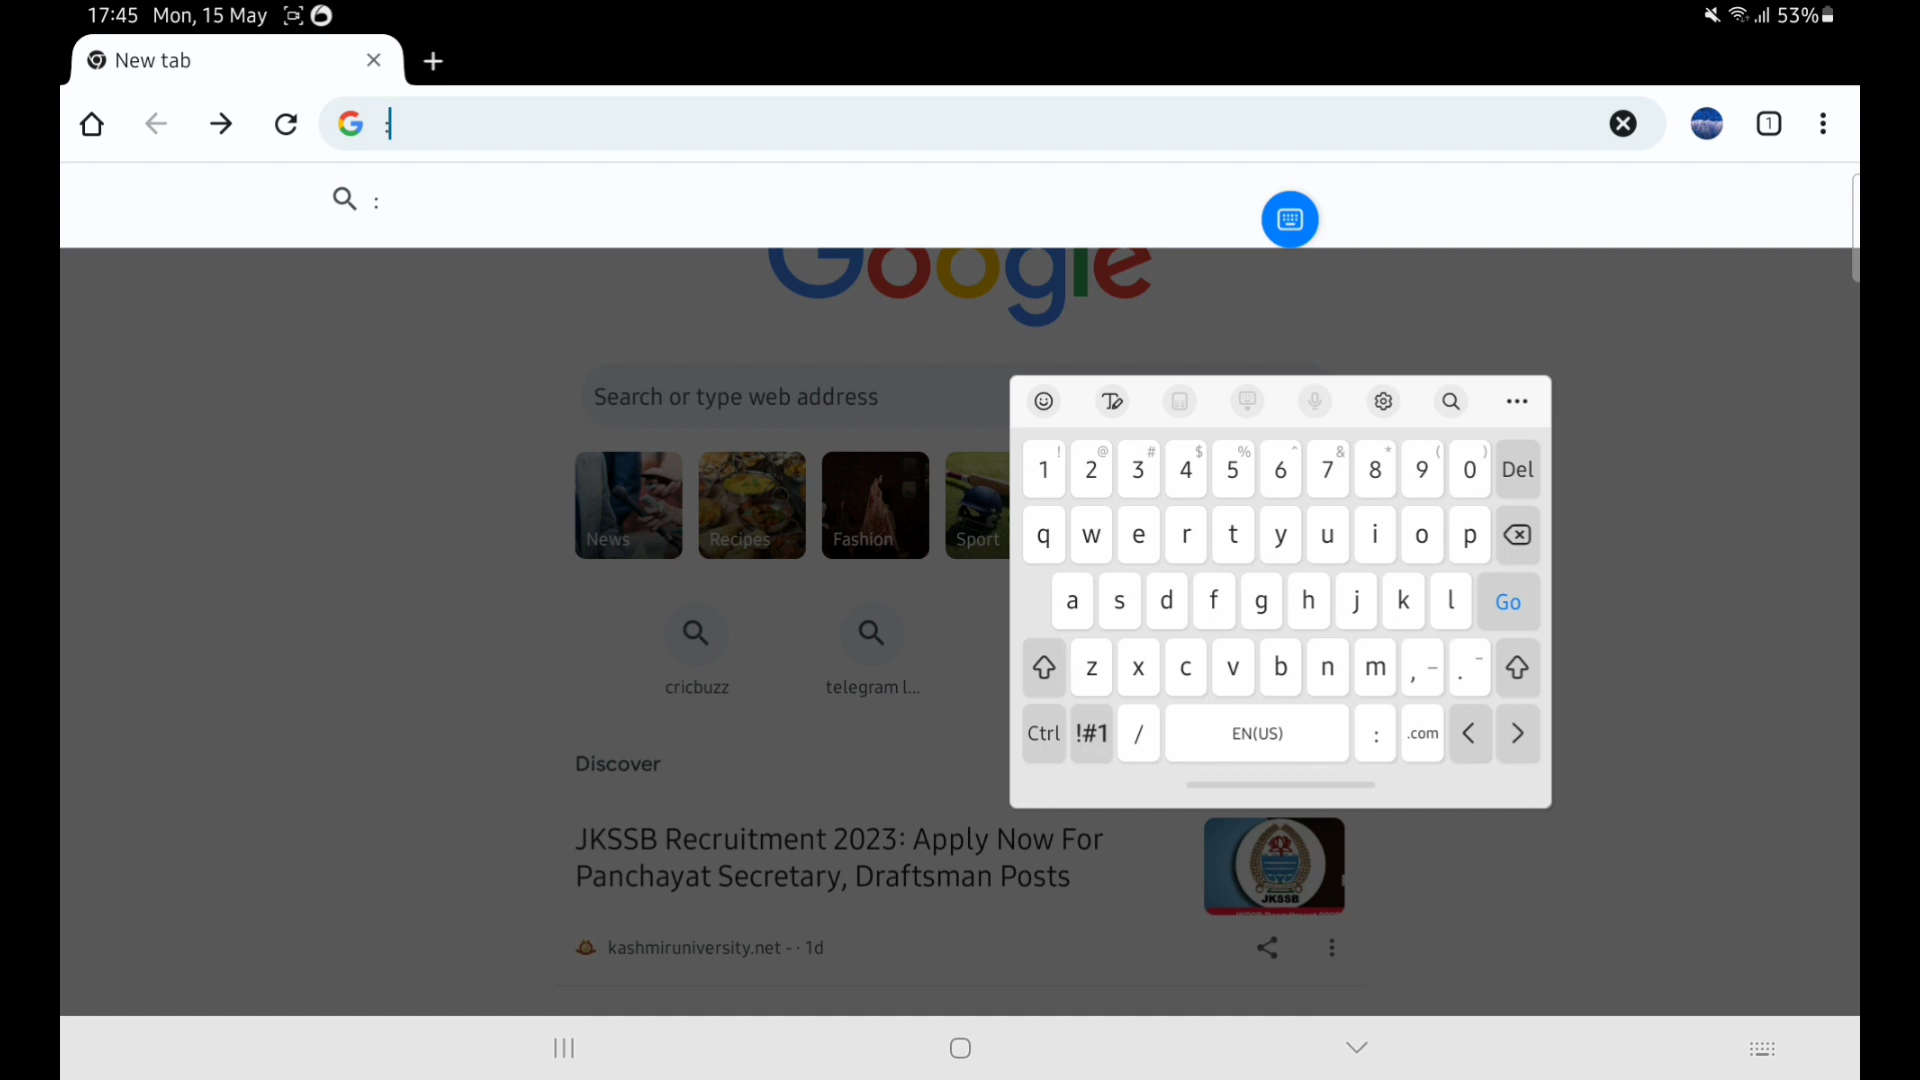 17:45 Mon, 15 May
53%
New tab
:
1
:
Google
Search or type web address
News
Recipes
Fashion
Sport
cricbuzz
telegram l...
Discover
JKSSB Recruitment 2023: Apply Now For
Panchayat Secretary, Draftsman Posts
JKSSB
kashmiruniversity.net - · 1d
! @ # $ % ^ & * ( )
1 2 3 4 5 6 7 8 9 0 Del
q w e r t y u i o p
a s d f g h j k l Go
z x c v b n m , – . –
Ctrl !#1 / EN(US) : .com < >